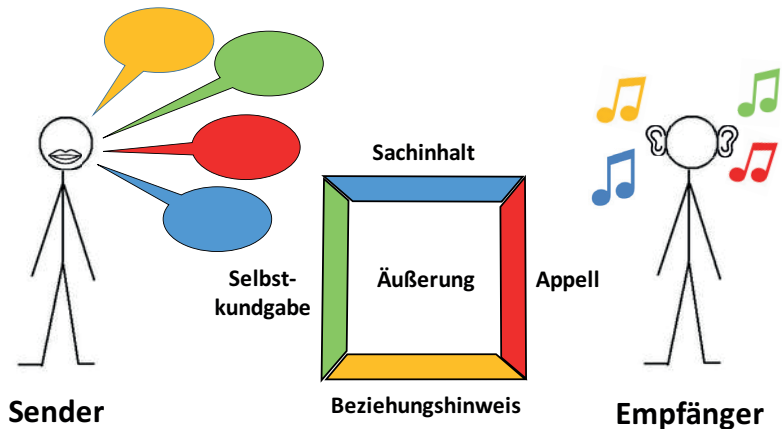 Sachinhalt
Selbst-
kundgabe
Äußerung
Appell
Beziehungshinweis
Sender
Empfänger